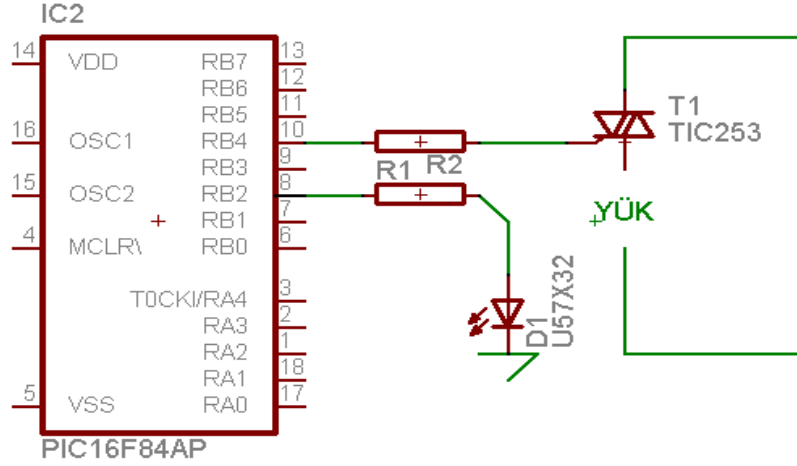 IC2
14 VDD RB7 13
RB6 12
RB5 11
16 OSC1 RB4 10
RB3 9
15 OSC2 RB2 8
RB1 7
4 MCLR\ RB0 6
T0CKI/RA4 3
RA3 2
RA2 1
RA1 18
5 VSS RA0 17
PIC16F84AP
R1 R2
T1
TIC253
YÜK
D1
U57X32